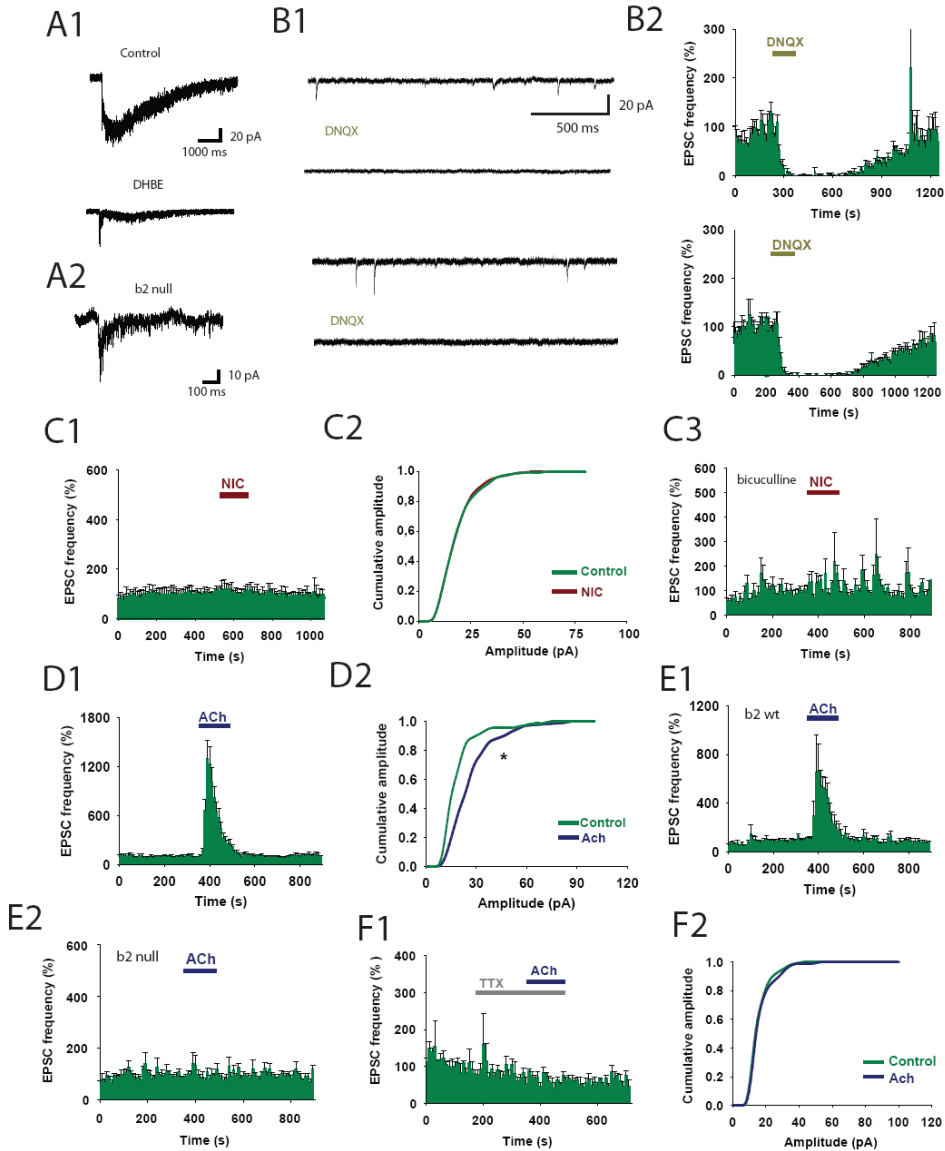 A1
Control
20 pA
1000 ms
DHBE
A2
b2 null
10 pA
100 ms
B1
20 pA
500 ms
DNQX
DNQX
B2
300
200
100
0
EPSC frequency (%)
DNQX
0 300 600 900 1200
Time (s)
300
200
100
0
EPSC frequency (%)
DNQX
0 200 400 600 800 1000 1200
Time (s)
C1
600
400
200
0
EPSC frequency (%)
NIC
0 200 400 600 800 1000
Time (s)
C2
1.0
0.8
0.6
0.4
0.2
0.0
Cumulative amplitude
Control
NIC
0 25 50 75 100
Amplitude (pA)
C3
600
500
400
300
200
100
0
EPSC frequency (%)
bicuculline
NIC
0 200 400 600 800
Time (s)
D1
1800
1200
600
0
EPSC frequency (%)
ACh
0 200 400 600 800
Time (s)
D2
1.0
0.8
0.6
0.4
0.2
0.0
Cumulative amplitude
*
Control
Ach
0 30 60 90 120
Amplitude (pA)
E1
1200
800
400
0
EPSC frequency (%)
b2 wt
ACh
0 200 400 600 800
Time (s)
E2
600
400
200
0
EPSC frequency (%)
b2 null
ACh
0 200 400 600 800
Time (s)
F1
400
300
200
100
0
EPSC frequency (% )
TTX
ACh
0 200 400 600
Time (s)
F2
1.0
0.8
0.6
0.4
0.2
0.0
Cumulative amplitude
Control
Ach
0 20 40 60 80 100
Amplitude (pA)